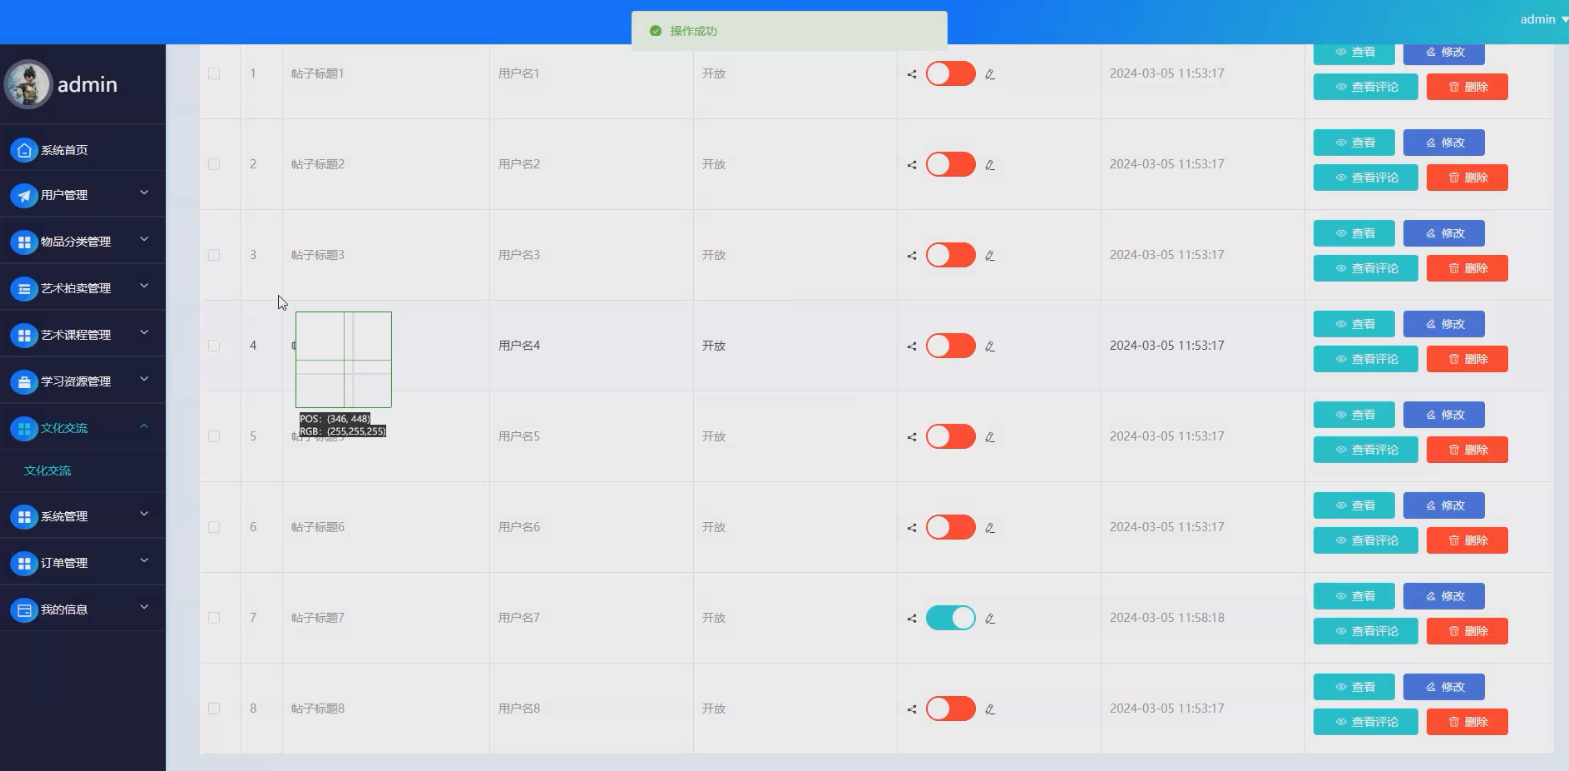 操作成功
admin
admin
系统首页
用户管理
物品分类管理
艺术拍卖管理
艺术课程管理
学习资源管理
文化交流
文化交流
系统管理
订单管理
我的信息
查看 修改
1 帖子标题1 用户名1 开放 2024-03-05 11:53:17
查看评论 删除
查看 修改
2 帖子标题2 用户名2 开放 2024-03-05 11:53:17
查看评论 删除
查看 修改
3 帖子标题3 用户名3 开放 2024-03-05 11:53:17
查看评论 删除
查看 修改
4 用户名4 开放 2024-03-05 11:53:17
查看评论 删除
POS: (346, 448)
RGB: (255,255,255)
查看 修改
5 用户名5 开放 2024-03-05 11:53:17
查看评论 删除
查看 修改
6 帖子标题6 用户名6 开放 2024-03-05 11:53:17
查看评论 删除
查看 修改
7 帖子标题7 用户名7 开放 2024-03-05 11:58:18
查看评论 删除
查看 修改
8 帖子标题8 用户名8 开放 2024-03-05 11:53:17
查看评论 删除